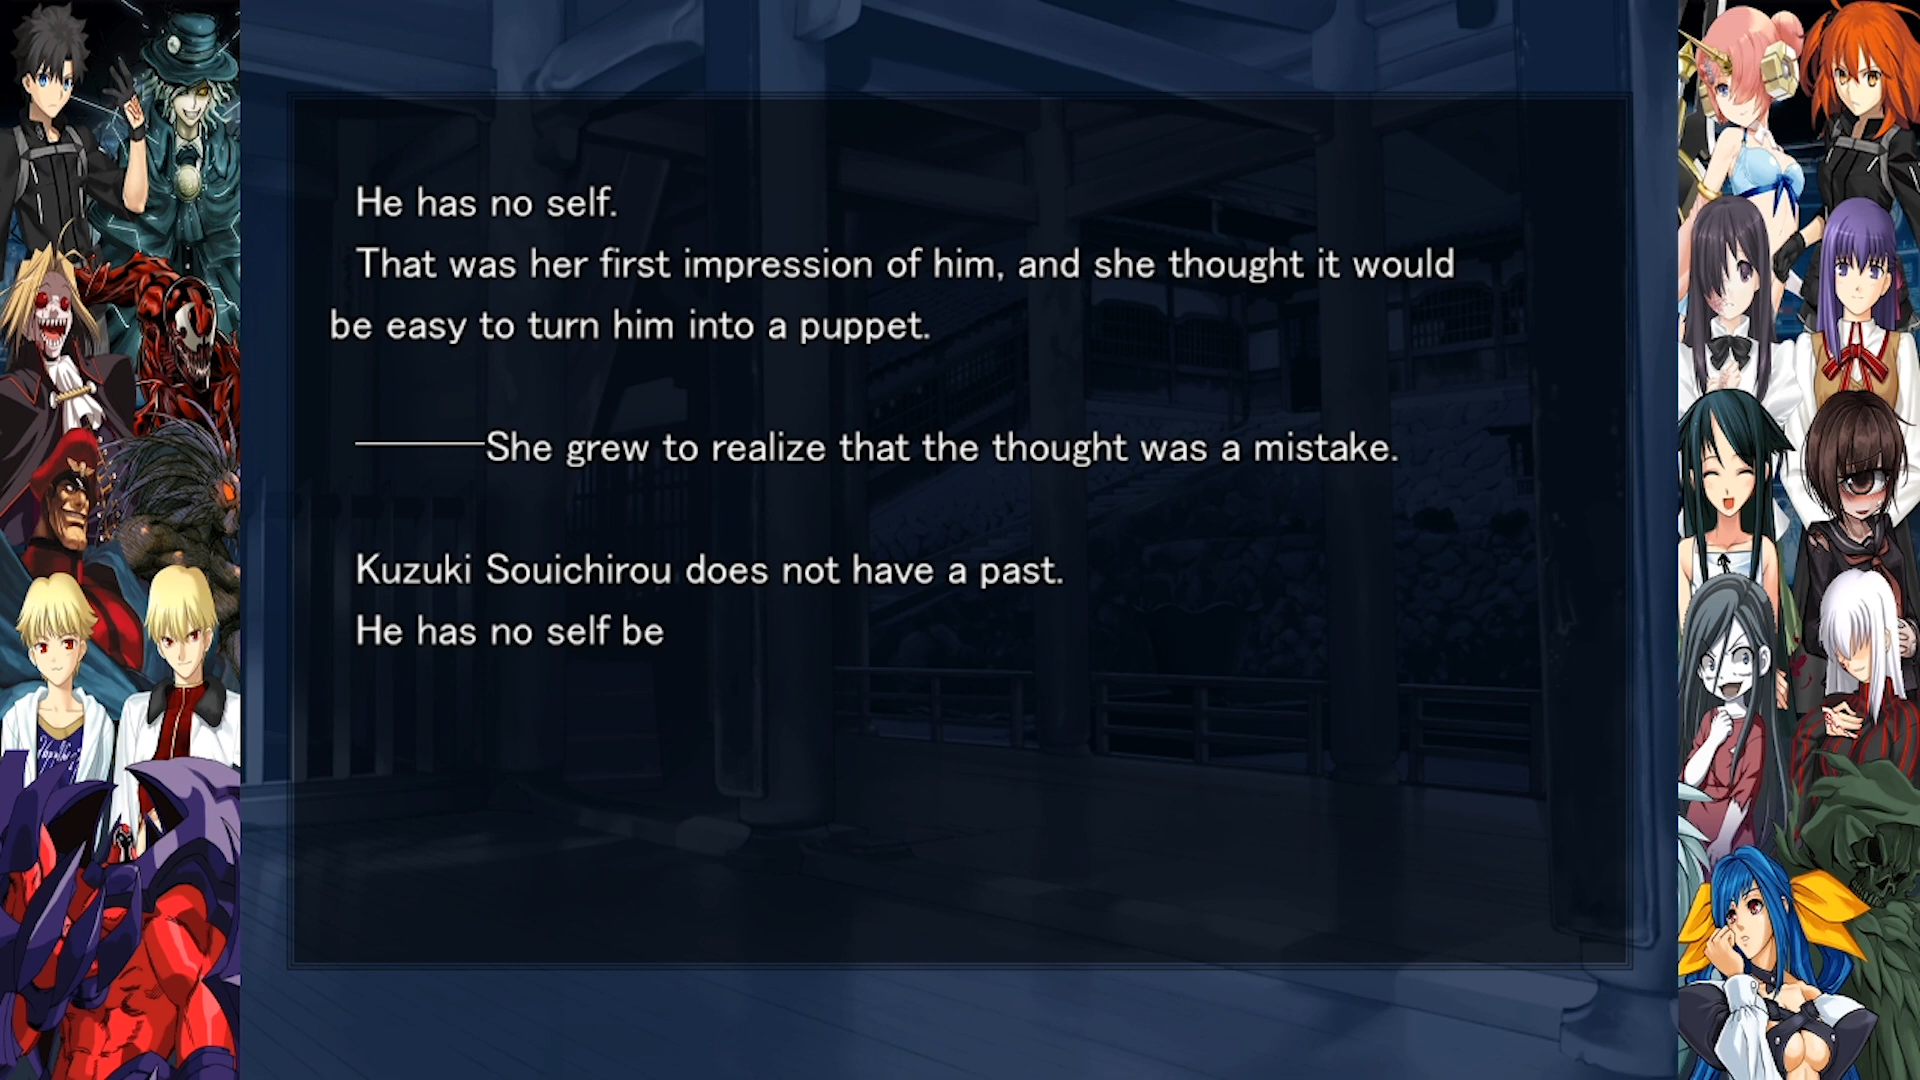 He has no self.
That was her first impression of him, and she thought it would
be easy to turn him into a puppet.
————She grew to realize that the thought was a mistake.
Kuzuki Souichirou does not have a past.
He has no self be